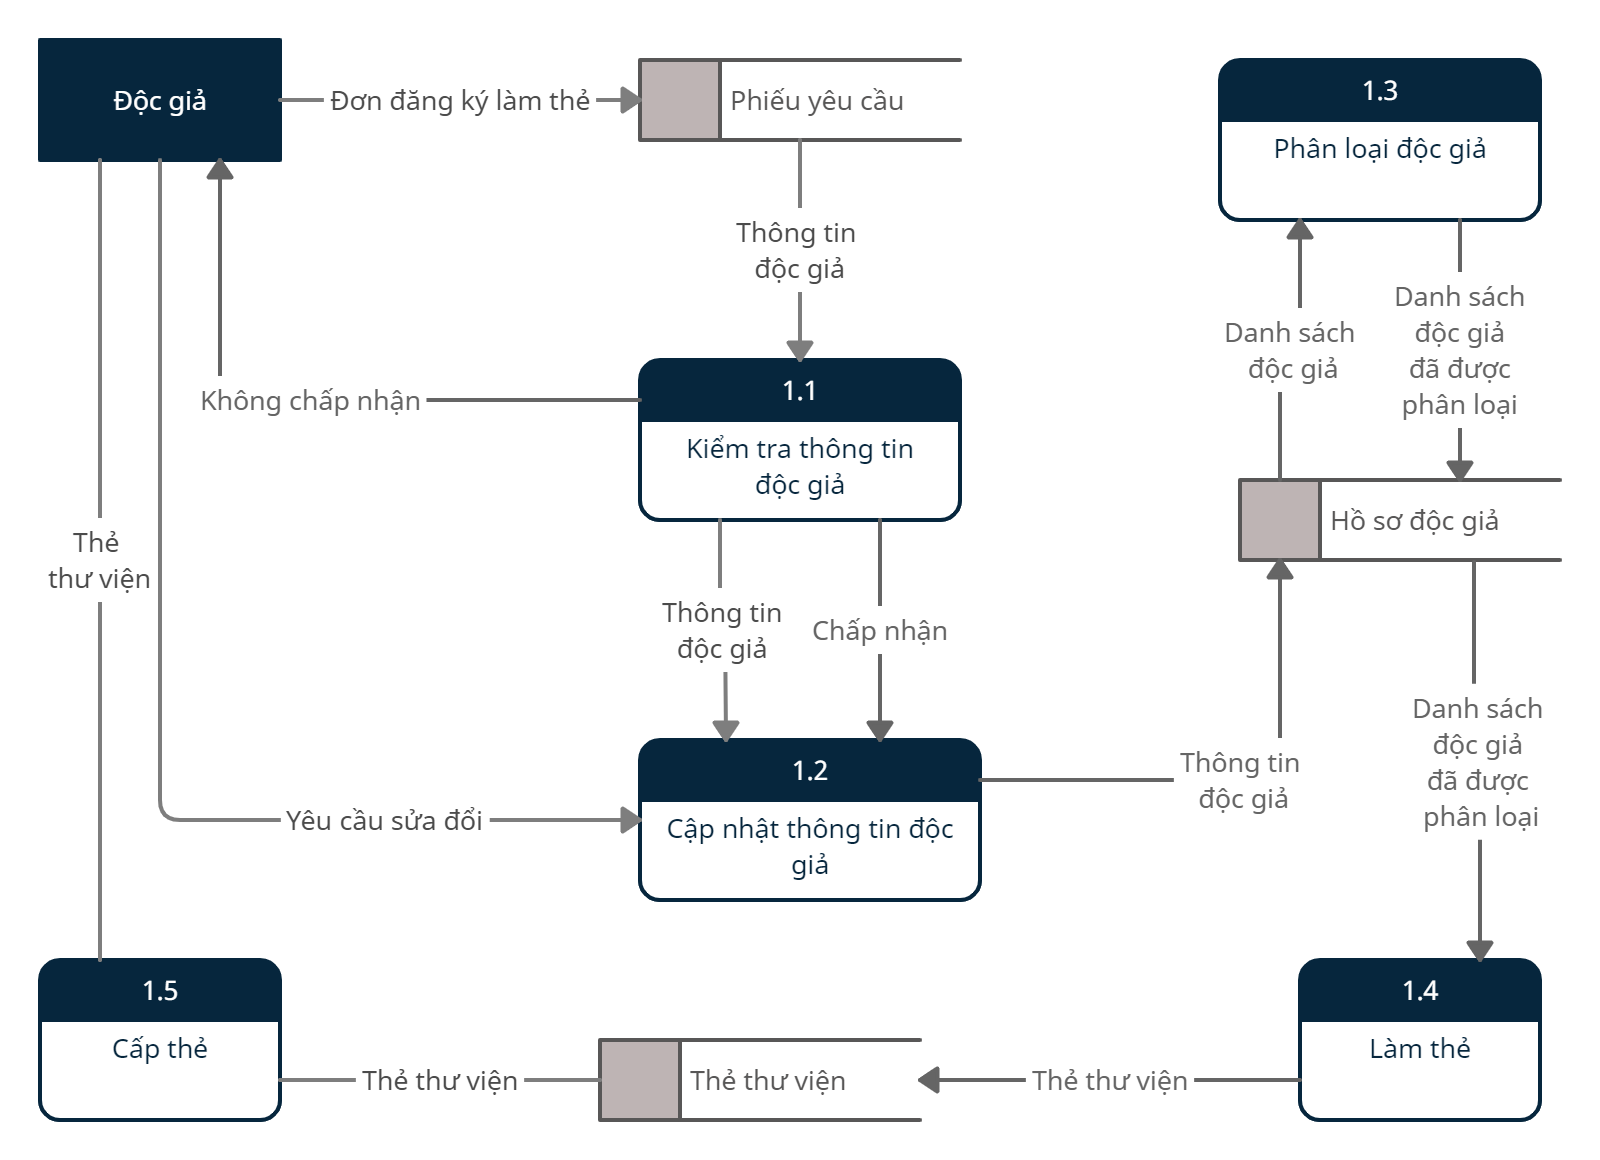 Độc giả
Đơn đăng ký làm thẻ
Phiếu yêu cầu
1.3
Phân loại độc giả
Thông tin
độc giả
Danh sách
độc giả
Danh sách
độc giả
đã được
phân loại
Không chấp nhận
1.1
Kiểm tra thông tin
độc giả
Hồ sơ độc giả
Thẻ
thư viện
Thông tin
độc giả
Chấp nhận
Yêu cầu sửa đổi
1.2
Cập nhật thông tin độc
giả
Thông tin
độc giả
Danh sách
độc giả
đã được
phân loại
1.5
Cấp thẻ
Thẻ thư viện
Thẻ thư viện
Thẻ thư viện
1.4
Làm thẻ